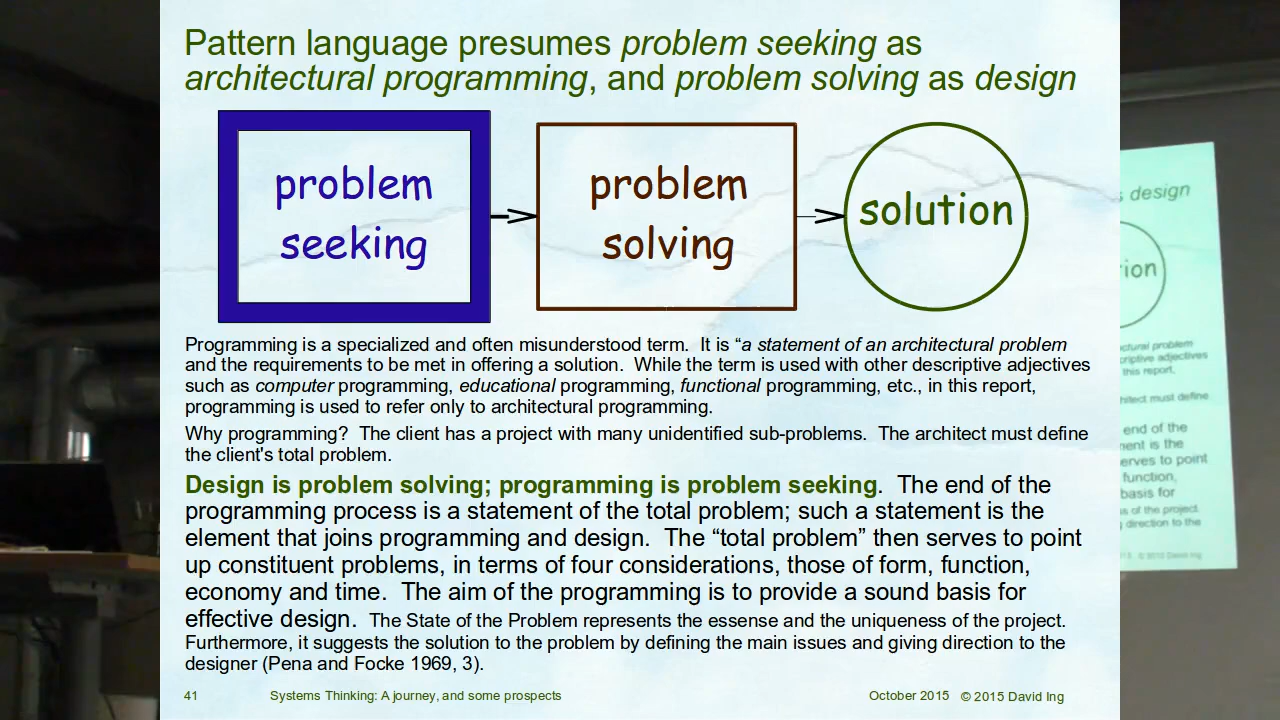 Pattern language presumes problem seeking as
architectural programming, and problem solving as design
problem
seeking
problem
solving
solution
Programming is a specialized and often misunderstood term.  It is “a statement of an architectural problem
and the requirements to be met in offering a solution.  While the term is used with other descriptive adjectives
such as computer programming, educational programming, functional programming, etc., in this report,
programming is used to refer only to architectural programming.
Why programming?  The client has a project with many unidentified sub-problems.  The architect must define
the client's total problem.
Design is problem solving; programming is problem seeking.  The end of the
programming process is a statement of the total problem; such a statement is the
element that joins programming and design.  The “total problem” then serves to point
up constituent problems, in terms of four considerations, those of form, function,
economy and time.  The aim of the programming is to provide a sound basis for
effective design.  The State of the Problem represents the essense and the uniqueness of the project.
Furthermore, it suggests the solution to the problem by defining the main issues and giving direction to the
designer (Pena and Focke 1969, 3).
41 Systems Thinking: A journey, and some prospects October 2015 © 2015 David Ing
design
ion
ctural problem
criptive adjectives
this report,
hitect must define
end of the
ment is the
erves to point
function,
basis for
s of the project.
direction to the
© 2015 David Ing